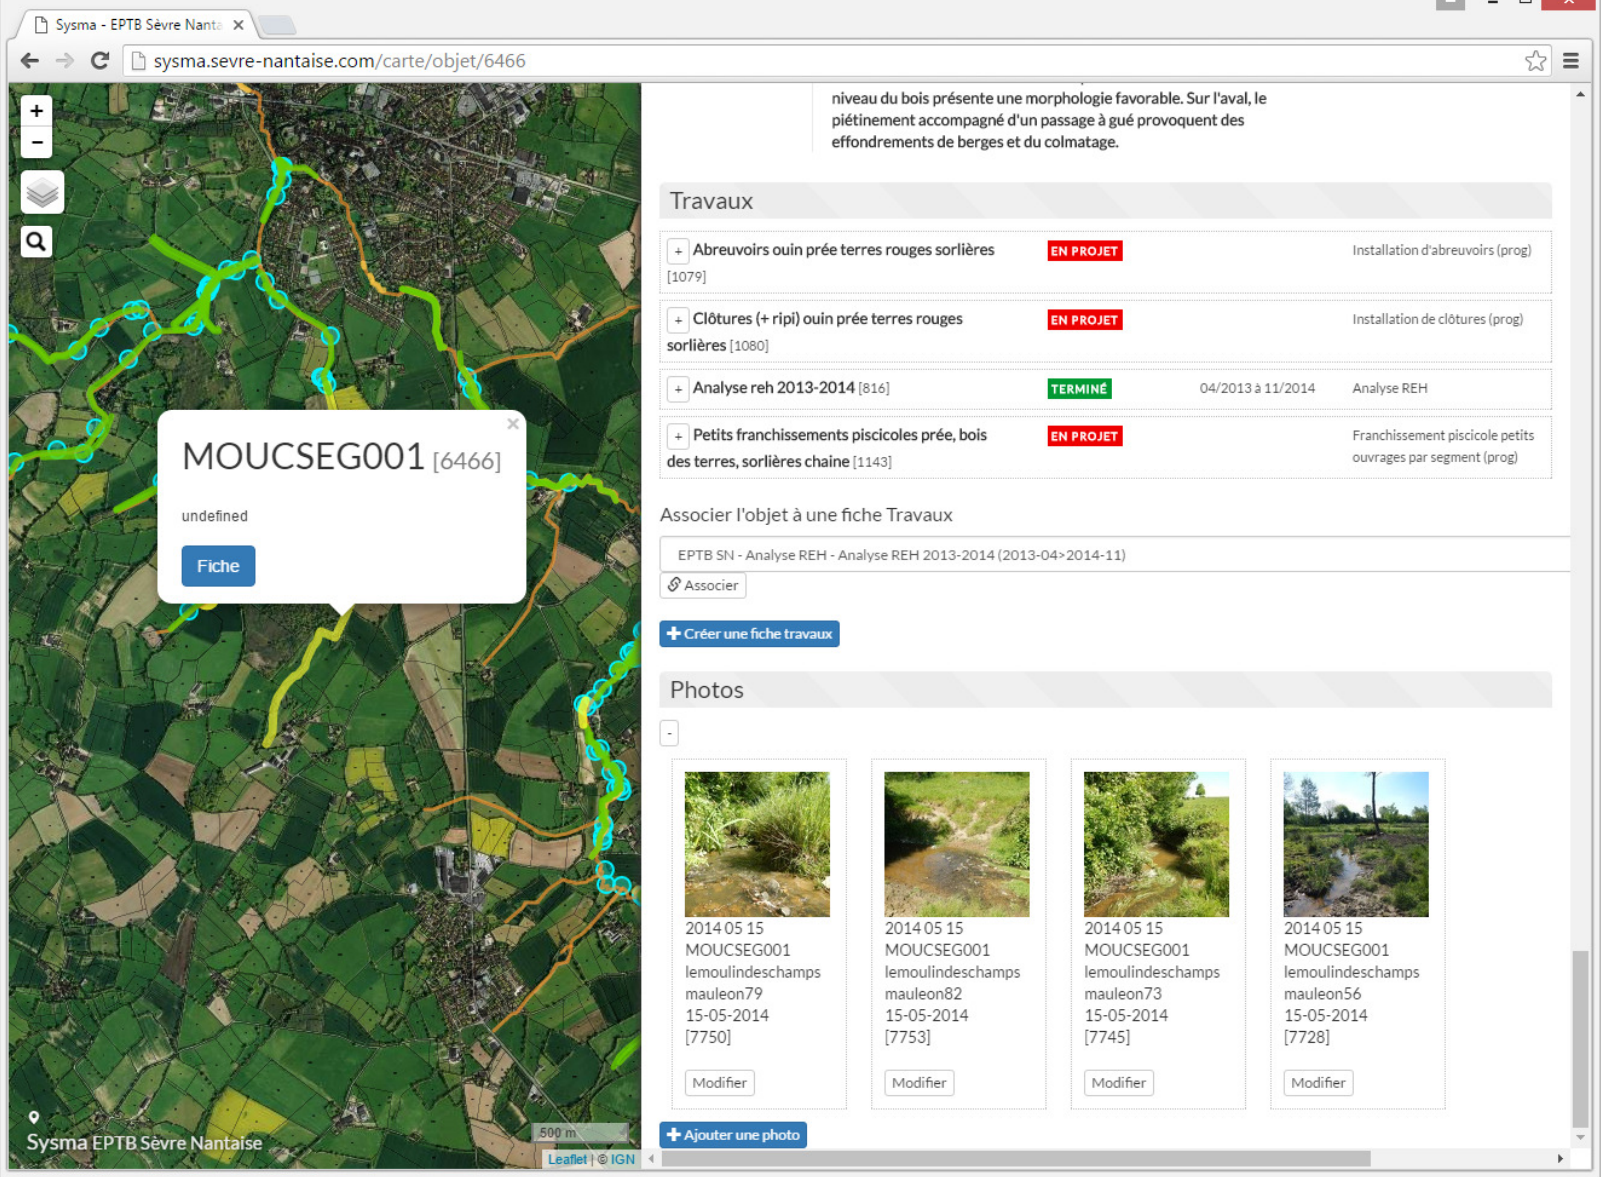 Sysma - EPTB Sèvre Nanta
sysma.sevre-nantaise.com/carte/objet/6466
+
−
MOUCSEG001 [6466]
×
undefined
Fiche
Sysma EPTB Sèvre Nantaise
500 m
Leaflet | © IGN
niveau du bois présente une morphologie favorable. Sur l'aval, le
piétinement accompagné d'un passage à gué provoquent des
effondrements de berges et du colmatage.
Travaux
+ Abreuvoirs ouin prée terres rouges sorlières
[1079]
EN PROJET
Installation d'abreuvoirs (prog)
+ Clôtures (+ ripi) ouin prée terres rouges
sorlières [1080]
EN PROJET
Installation de clôtures (prog)
+ Analyse reh 2013-2014 [816]
TERMINÉ
04/2013 à 11/2014
Analyse REH
+ Petits franchissements piscicoles prée, bois
des terres, sorlières chaine [1143]
EN PROJET
Franchissement piscicole petits
ouvrages par segment (prog)
Associer l'objet à une fiche Travaux
EPTB SN - Analyse REH - Analyse REH 2013-2014 (2013-04>2014-11)
Associer
+ Créer une fiche travaux
Photos
-
2014 05 15
MOUCSEG001
lemoulindeschamps
mauleon79
15-05-2014
[7750]
Modifier
2014 05 15
MOUCSEG001
lemoulindeschamps
mauleon82
15-05-2014
[7753]
Modifier
2014 05 15
MOUCSEG001
lemoulindeschamps
mauleon73
15-05-2014
[7745]
Modifier
2014 05 15
MOUCSEG001
lemoulindeschamps
mauleon56
15-05-2014
[7728]
Modifier
+ Ajouter une photo